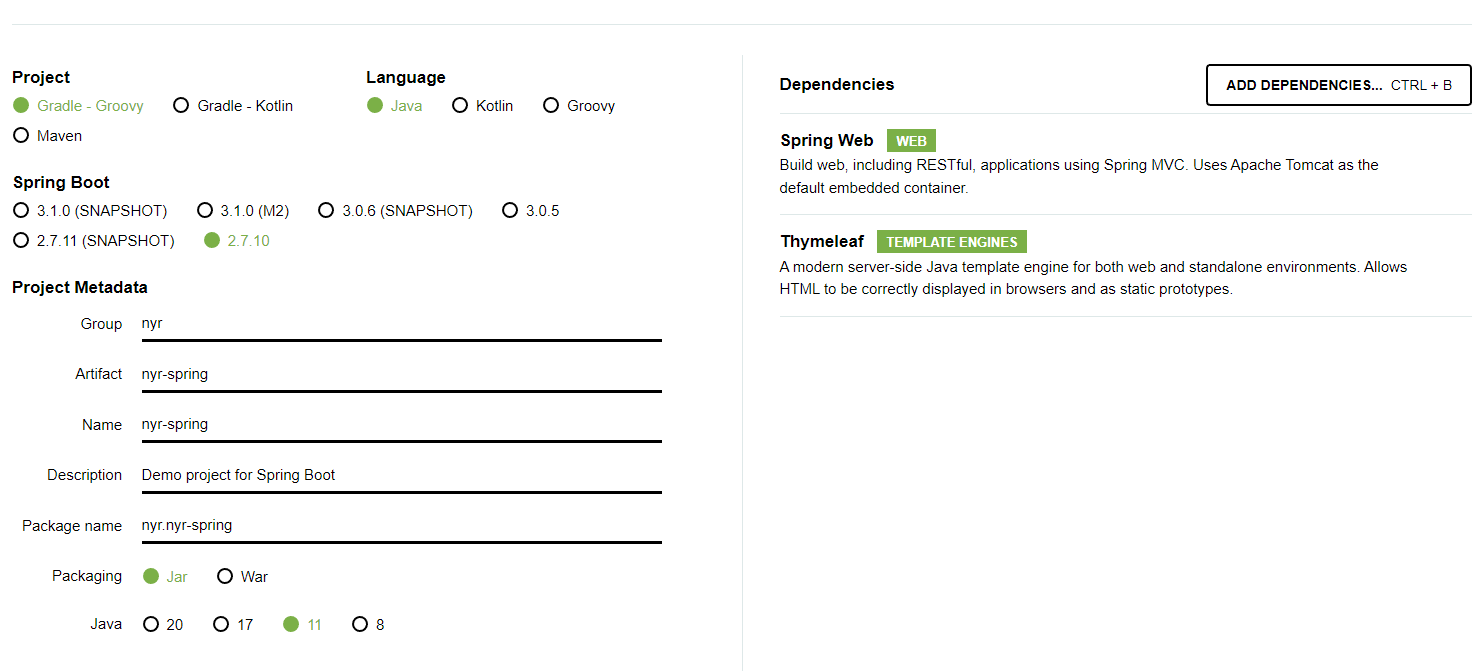 Project
Gradle - Groovy Gradle - Kotlin
Maven
Language
Java Kotlin Groovy
Spring Boot
3.1.0 (SNAPSHOT) 3.1.0 (M2) 3.0.6 (SNAPSHOT) 3.0.5
2.7.11 (SNAPSHOT) 2.7.10
Project Metadata
Group nyr
Artifact nyr-spring
Name nyr-spring
Description Demo project for Spring Boot
Package name nyr.nyr-spring
Packaging Jar War
Java 20 17 11 8
Dependencies ADD DEPENDENCIES... CTRL + B
Spring Web WEB
Build web, including RESTful, applications using Spring MVC. Uses Apache Tomcat as the
default embedded container.
Thymeleaf TEMPLATE ENGINES
A modern server-side Java template engine for both web and standalone environments. Allows
HTML to be correctly displayed in browsers and as static prototypes.